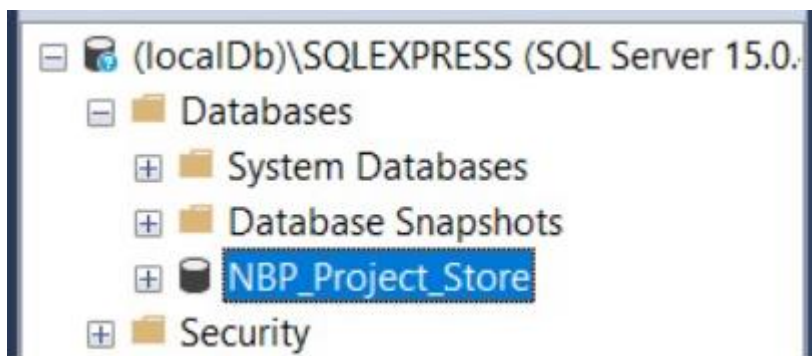 (localDb)\SQLEXPRESS (SQL Server 15.0.
Databases
System Databases
Database Snapshots
NBP_Project_Store
Security